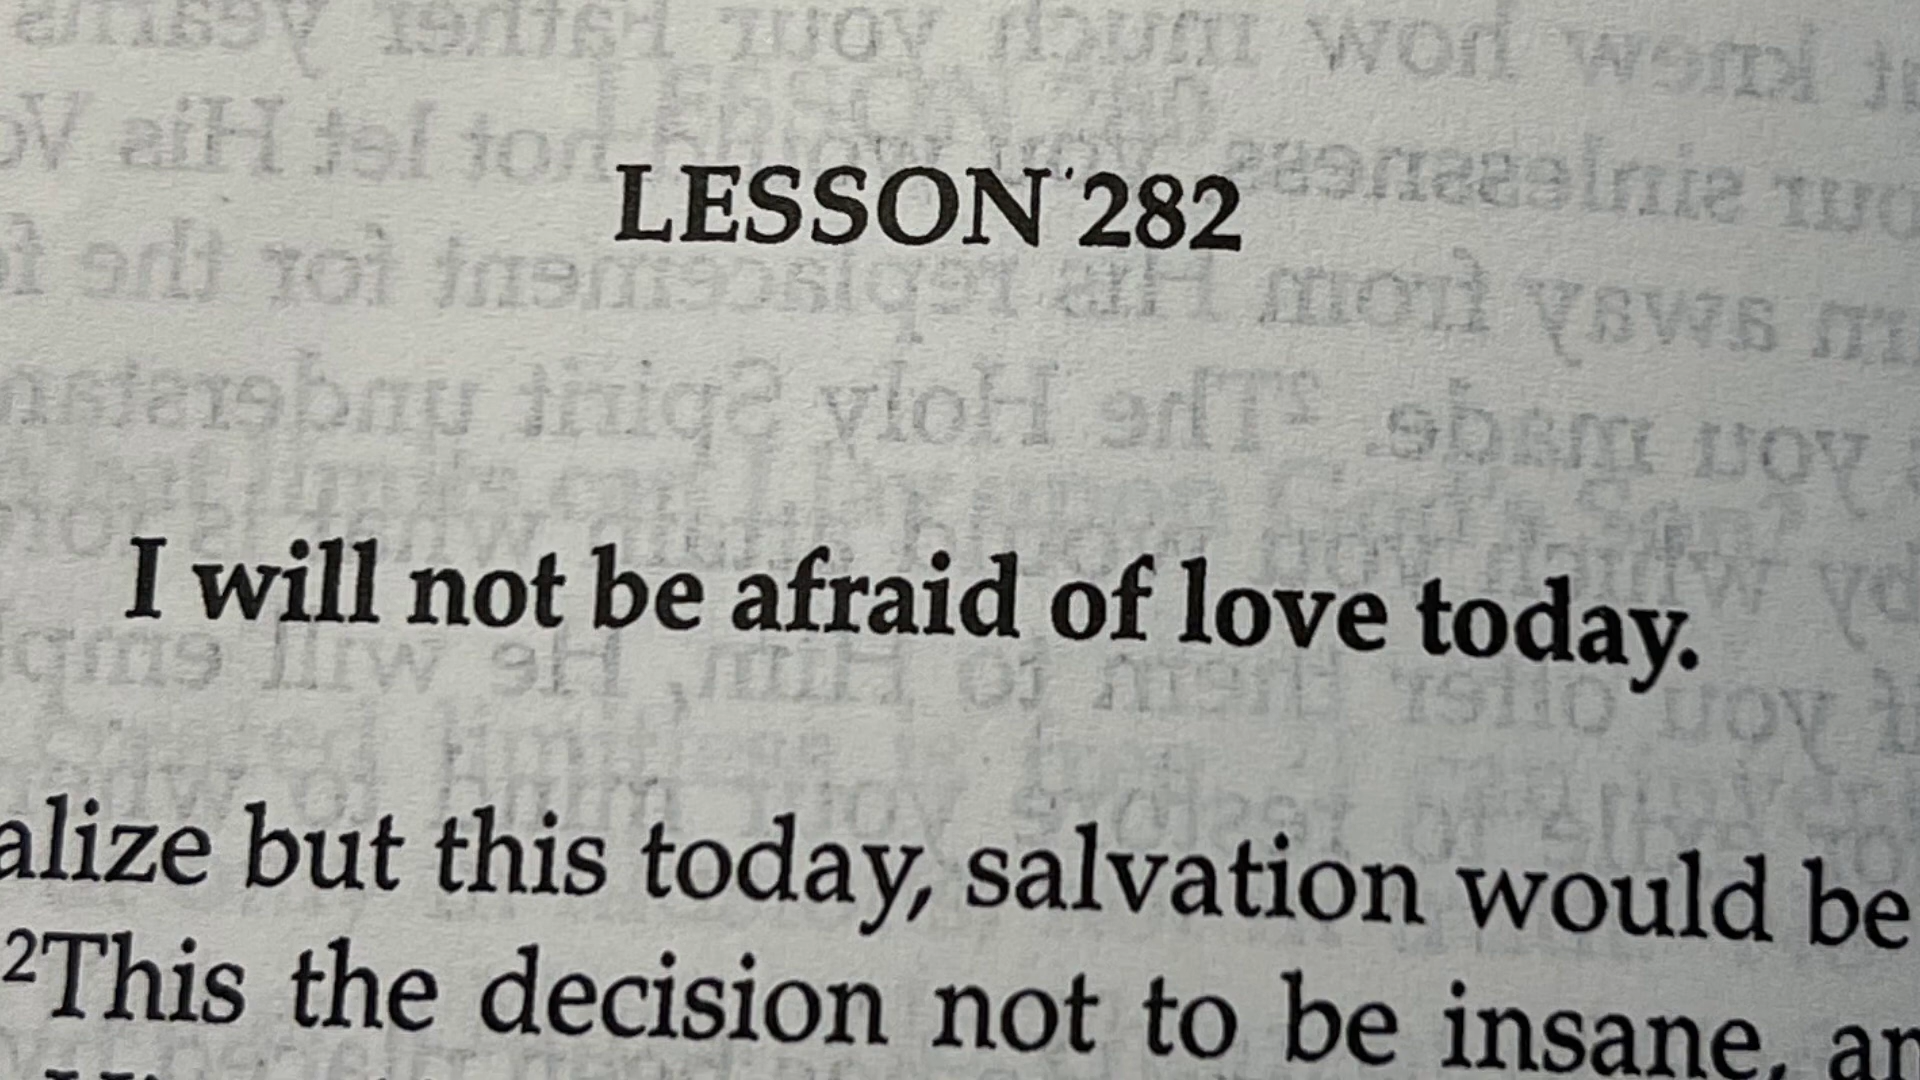 LESSON 282
I will not be afraid of love today.
alize but this today, salvation would be
²This the decision not to be insane, an